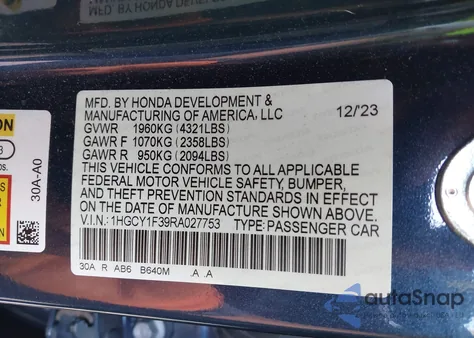 MFD. BY HONDA DEVELOPMENT &
MANUFACTURING OF AMERICA, LLC 12/23
GVWR 1960KG (4321LBS)
GAWR F 1070KG (2358LBS)
GAWR R 950KG (2094LBS)
THIS VEHICLE CONFORMS TO ALL APPLICABLE
FEDERAL MOTOR VEHICLE SAFETY, BUMPER,
AND THEFT PREVENTION STANDARDS IN EFFECT
ON THE DATE OF MANUFACTURE SHOWN ABOVE.
V.I.N.: 1HGCY1F39RA027753 TYPE: PASSENGER CAR
30A R AB6 B640M .A .A
ION
3
30A-A0
autoSnap